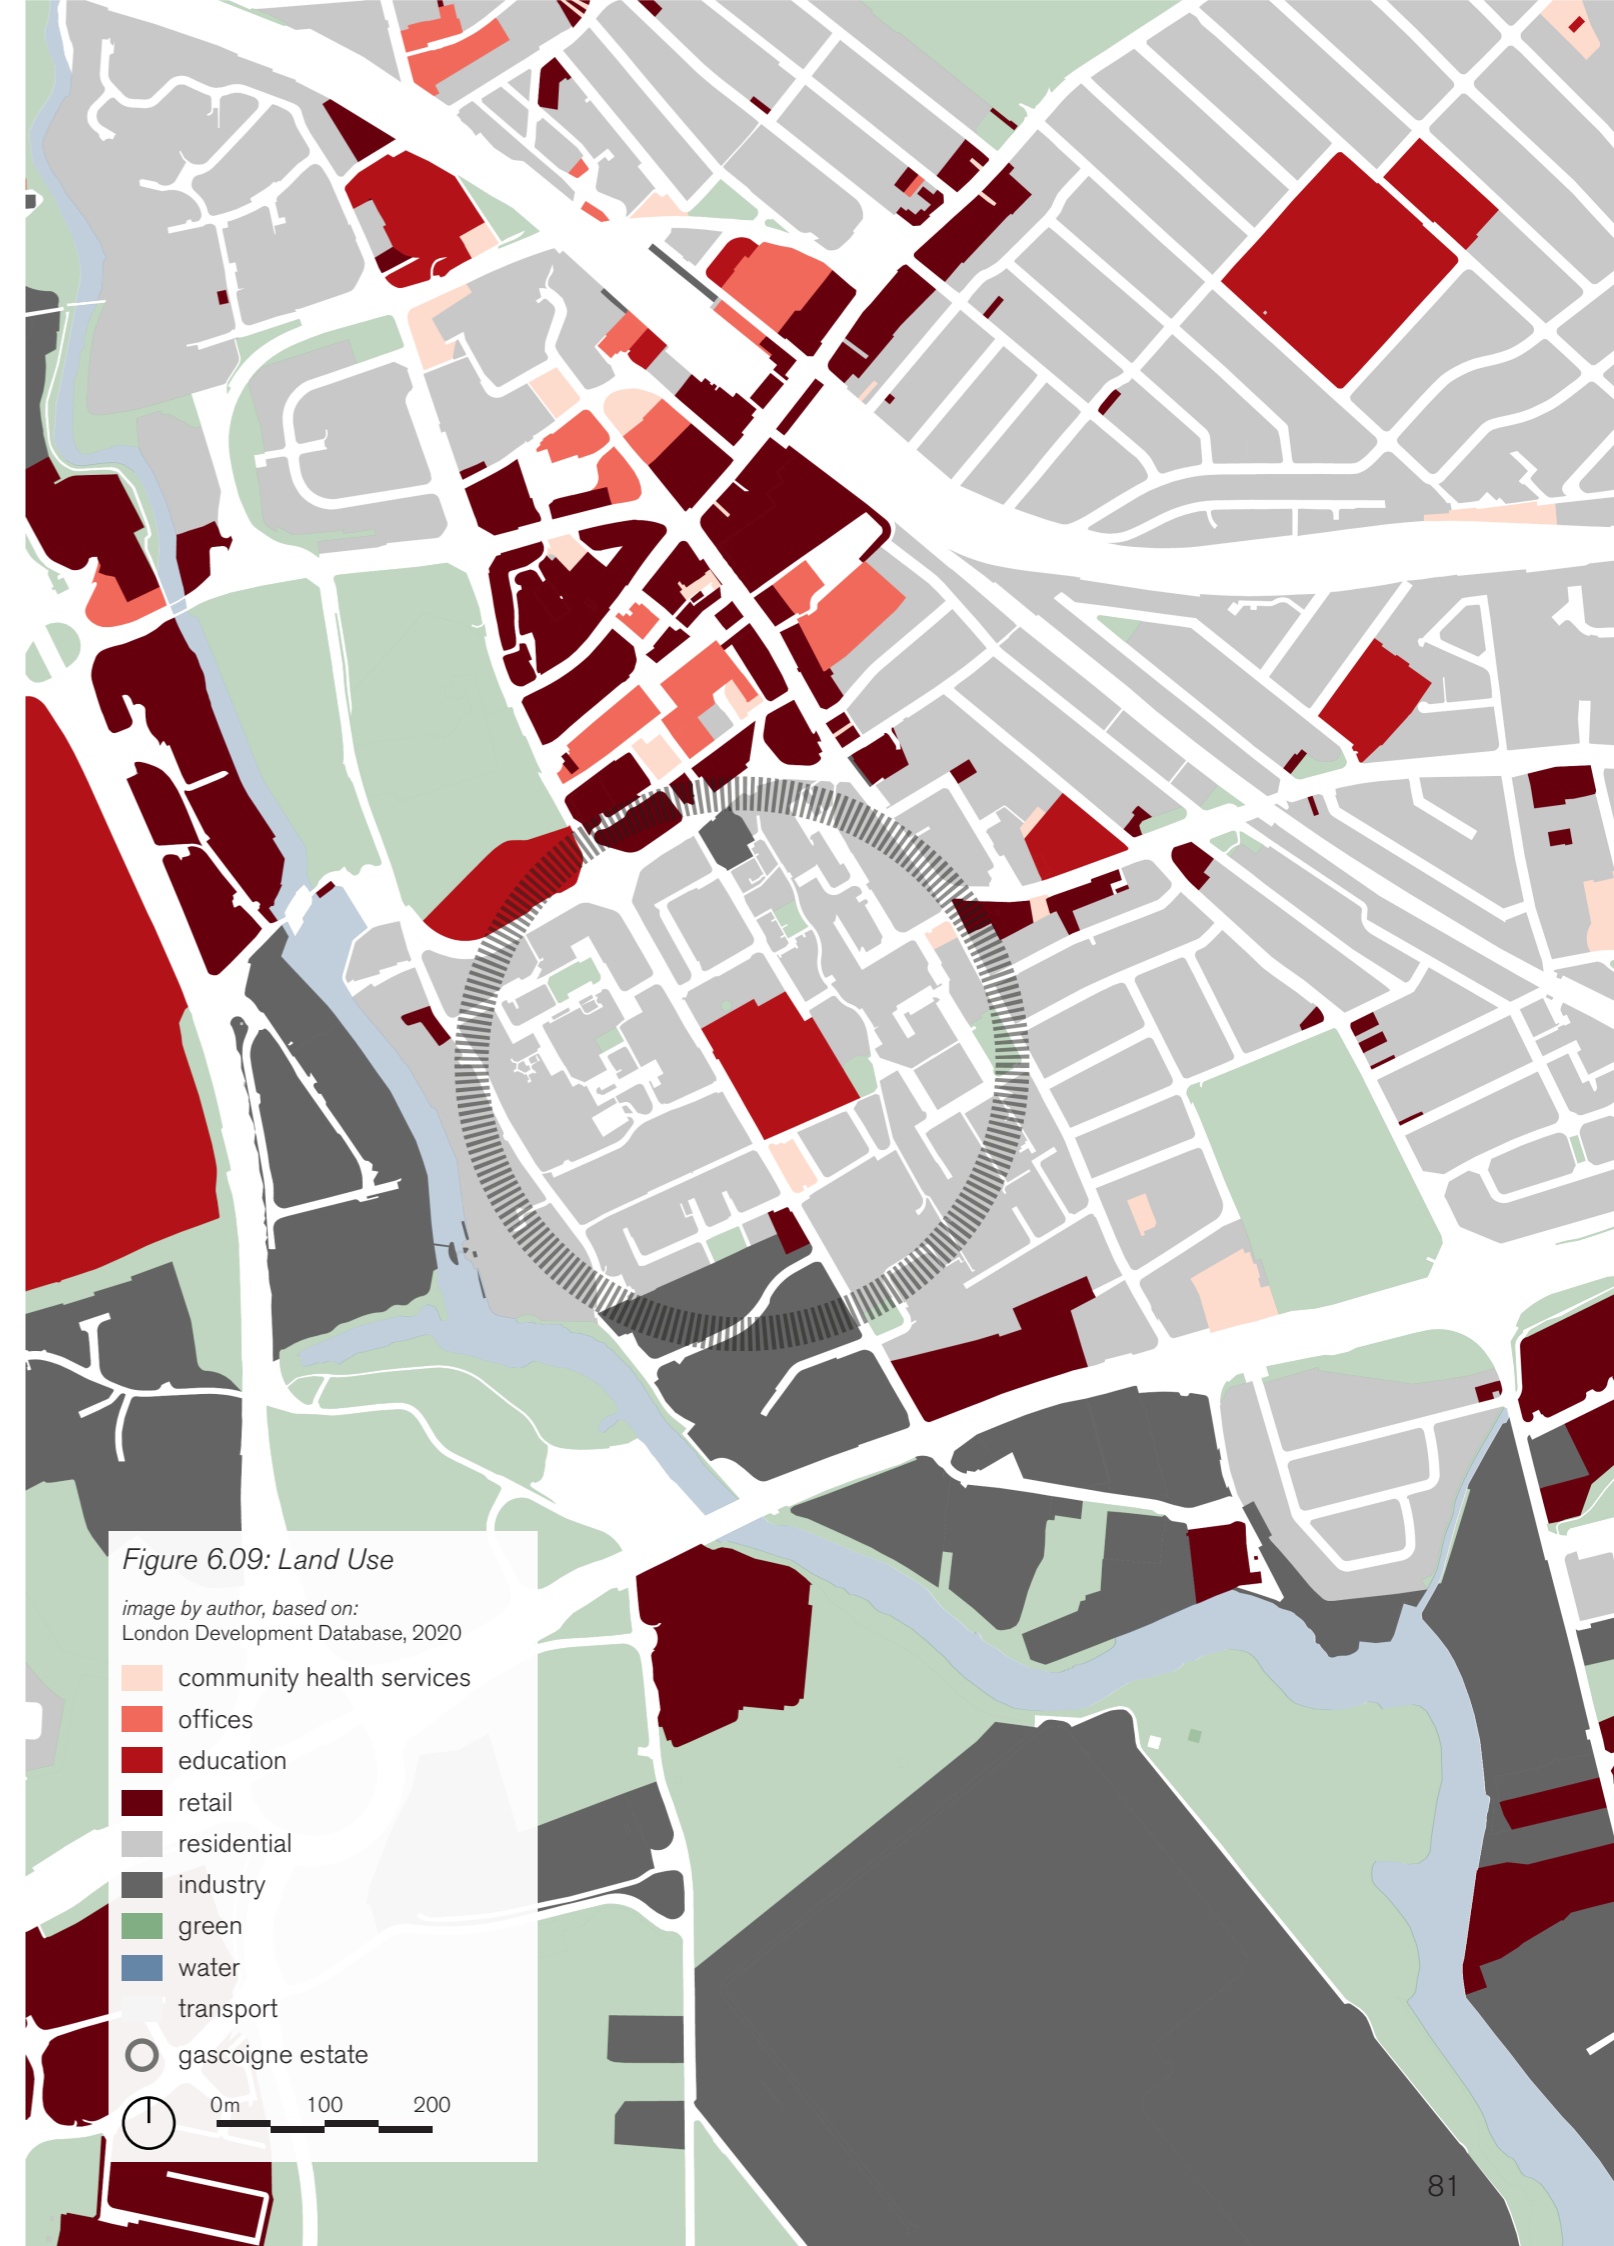 Figure 6.09: Land Use
image by author, based on:
London Development Database, 2020
community health services
offices
education
retail
residential
industry
green
water
transport
gascoigne estate
0m 100 200
81